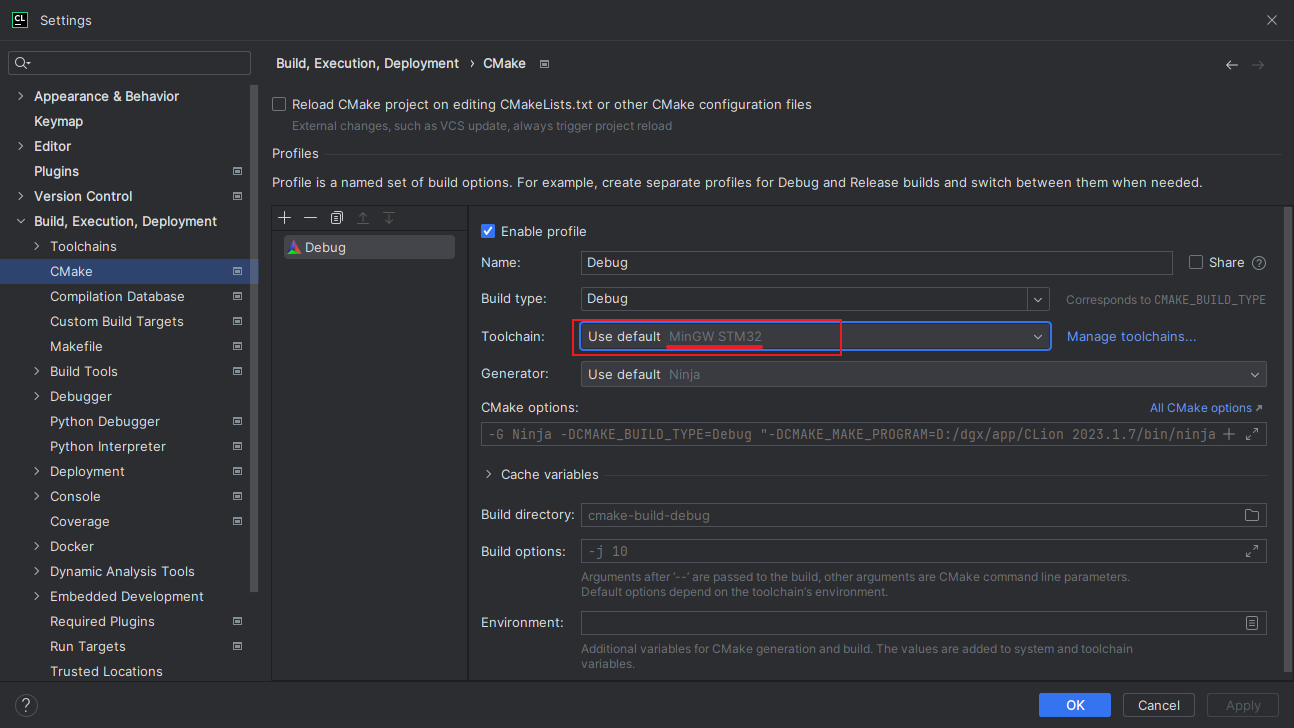 CL Settings
Build, Execution, Deployment › CMake
Appearance & Behavior
Keymap
Editor
Plugins
Version Control
Build, Execution, Deployment
Toolchains
CMake
Compilation Database
Custom Build Targets
Makefile
Build Tools
Debugger
Python Debugger
Python Interpreter
Deployment
Console
Coverage
Docker
Dynamic Analysis Tools
Embedded Development
Required Plugins
Run Targets
Trusted Locations
Reload CMake project on editing CMakeLists.txt or other CMake configuration files
External changes, such as VCS update, always trigger project reload
Profiles
Profile is a named set of build options. For example, create separate profiles for Debug and Release builds and switch between them when needed.
Debug
Enable profile
Name: Debug Share ?
Build type: Debug Corresponds to CMAKE_BUILD_TYPE
Toolchain: Use default MinGW STM32 Manage toolchains...
Generator: Use default Ninja
CMake options: All CMake options ↗
-G Ninja -DCMAKE_BUILD_TYPE=Debug "-DCMAKE_MAKE_PROGRAM=D:/dgx/app/CLion 2023.1.7/bin/ninja
Cache variables
Build directory: cmake-build-debug
Build options: -j 10
Arguments after '--' are passed to the build, other arguments are CMake command line parameters.
Default options depend on the toolchain's environment.
Environment:
Additional variables for CMake generation and build. The values are added to system and toolchain
variables.
? OK Cancel Apply